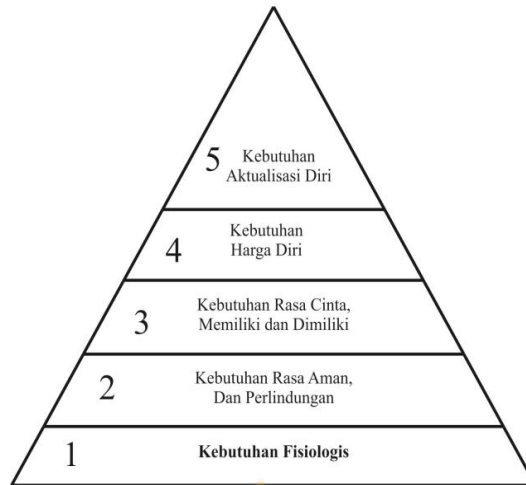 5 Kebutuhan
Aktualisasi Diri
4 Kebutuhan
Harga Diri
3 Kebutuhan Rasa Cinta,
Memiliki dan Dimiliki
2 Kebutuhan Rasa Aman,
Dan Perlindungan
1 Kebutuhan Fisiologis